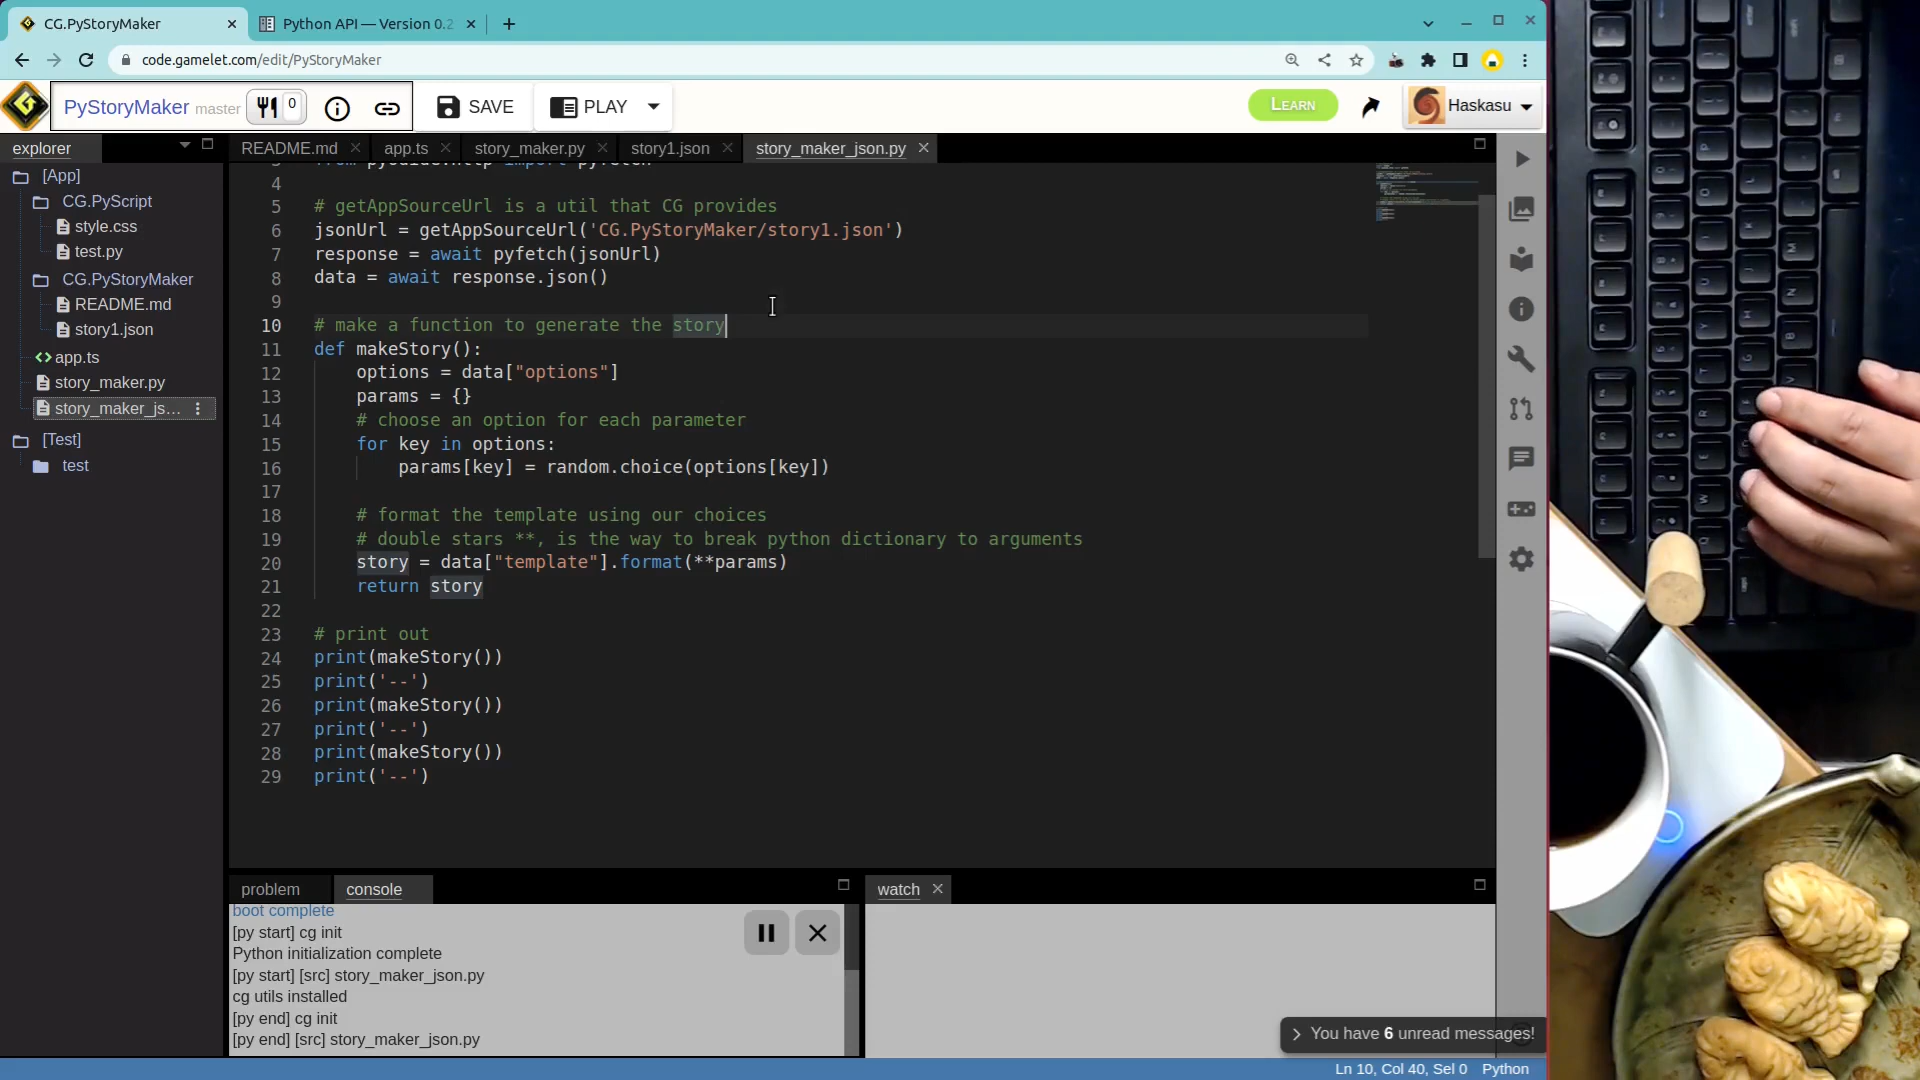 CG.PyStoryMaker
Python API — Version 0.2
code.gamelet.com/edit/PyStoryMaker
PyStoryMaker master 0 SAVE PLAY LEARN Haskasu
explorer
[App]
CG.PyScript
style.css
test.py
CG.PyStoryMaker
README.md
story1.json
app.ts
story_maker.py
story_maker_js...
[Test]
test
README.md app.ts story_maker.py story1.json story_maker_json.py
4
5 # getAppSourceUrl is a util that CG provides
6 jsonUrl = getAppSourceUrl('CG.PyStoryMaker/story1.json')
7 response = await pyfetch(jsonUrl)
8 data = await response.json()
9
10 # make a function to generate the story
11 def makeStory():
12 options = data["options"]
13 params = {}
14 # choose an option for each parameter
15 for key in options:
16 params[key] = random.choice(options[key])
17
18 # format the template using our choices
19 # double stars **, is the way to break python dictionary to arguments
20 story = data["template"].format(**params)
21 return story
22
23 # print out
24 print(makeStory())
25 print('--')
26 print(makeStory())
27 print('--')
28 print(makeStory())
29 print('--')
problem console
boot complete
[py start] cg init
Python initialization complete
[py start] [src] story_maker_json.py
cg utils installed
[py end] cg init
[py end] [src] story_maker_json.py
watch
You have 6 unread messages!
Ln 10, Col 40, Sel 0 Python